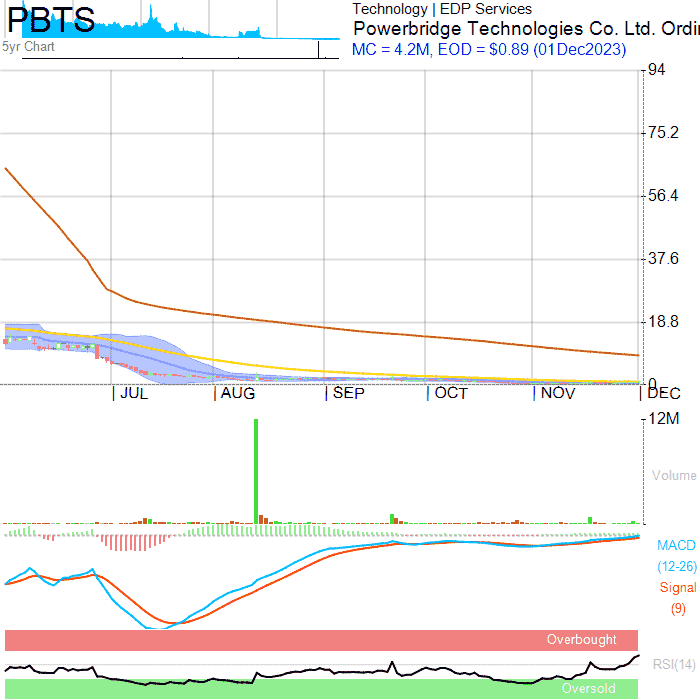 PBTS
5yr Chart
Technology | EDP Services
Powerbridge Technologies Co. Ltd. Ordi
MC = 4.2M, EOD = $0.89 (01Dec2023)
94
75.2
56.4
37.6
18.8
0
JUL AUG SEP OCT NOV DEC
12M
Volume
MACD
(12-26)
Signal
(9)
Overbought
RSI(14)
Oversold